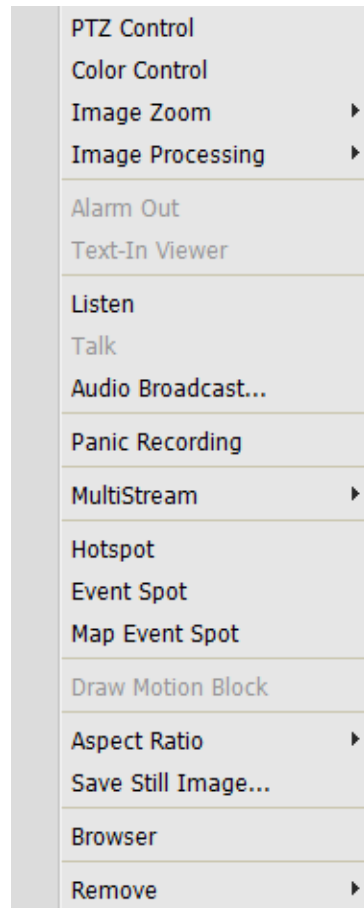 PTZ Control
Color Control
Image Zoom
Image Processing
Alarm Out
Text-In Viewer
Listen
Talk
Audio Broadcast...
Panic Recording
MultiStream
Hotspot
Event Spot
Map Event Spot
Draw Motion Block
Aspect Ratio
Save Still Image...
Browser
Remove